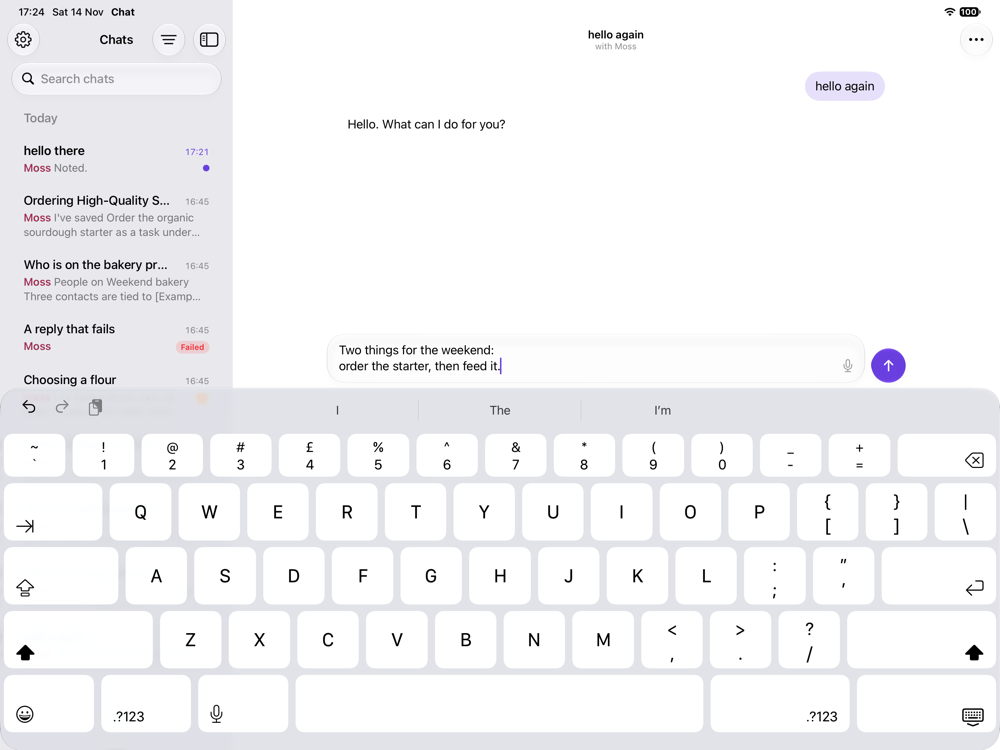 17:24 Sat 14 Nov Chat
100
Chats
hello again
with Moss
Search chats
Today
hello there 17:21
Moss Noted.
Ordering High-Quality S... 16:45
Moss I've saved Order the organic
sourdough starter as a task under...
Who is on the bakery pr... 16:45
Moss People on Weekend bakery
Three contacts are tied to [Examp...
A reply that fails 16:45
Moss Failed
Choosing a flour 16:45
hello again
Hello. What can I do for you?
Two things for the weekend:
order the starter, then feed it.
I The I'm
~ ! @ # £ % ^ & * ( ) _ +
` 1 2 3 4 5 6 7 8 9 0 - =
Q W E R T Y U I O P { } |
[ ] \
A S D F G H J K L : "
; '
Z X C V B N M < > ?
, . /
.?123 .?123